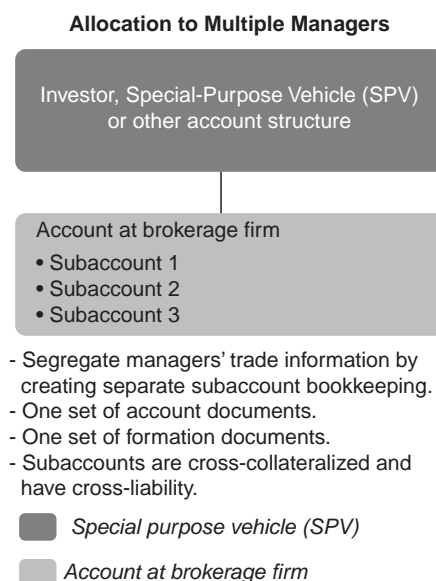 Allocation to Multiple Managers
Investor, Special-Purpose Vehicle (SPV)
or other account structure
Account at brokerage firm
• Subaccount 1
• Subaccount 2
• Subaccount 3
- Segregate managers' trade information by
creating separate subaccount bookkeeping.
- One set of account documents.
- One set of formation documents.
- Subaccounts are cross-collateralized and
have cross-liability.
Special purpose vehicle (SPV)
Account at brokerage firm